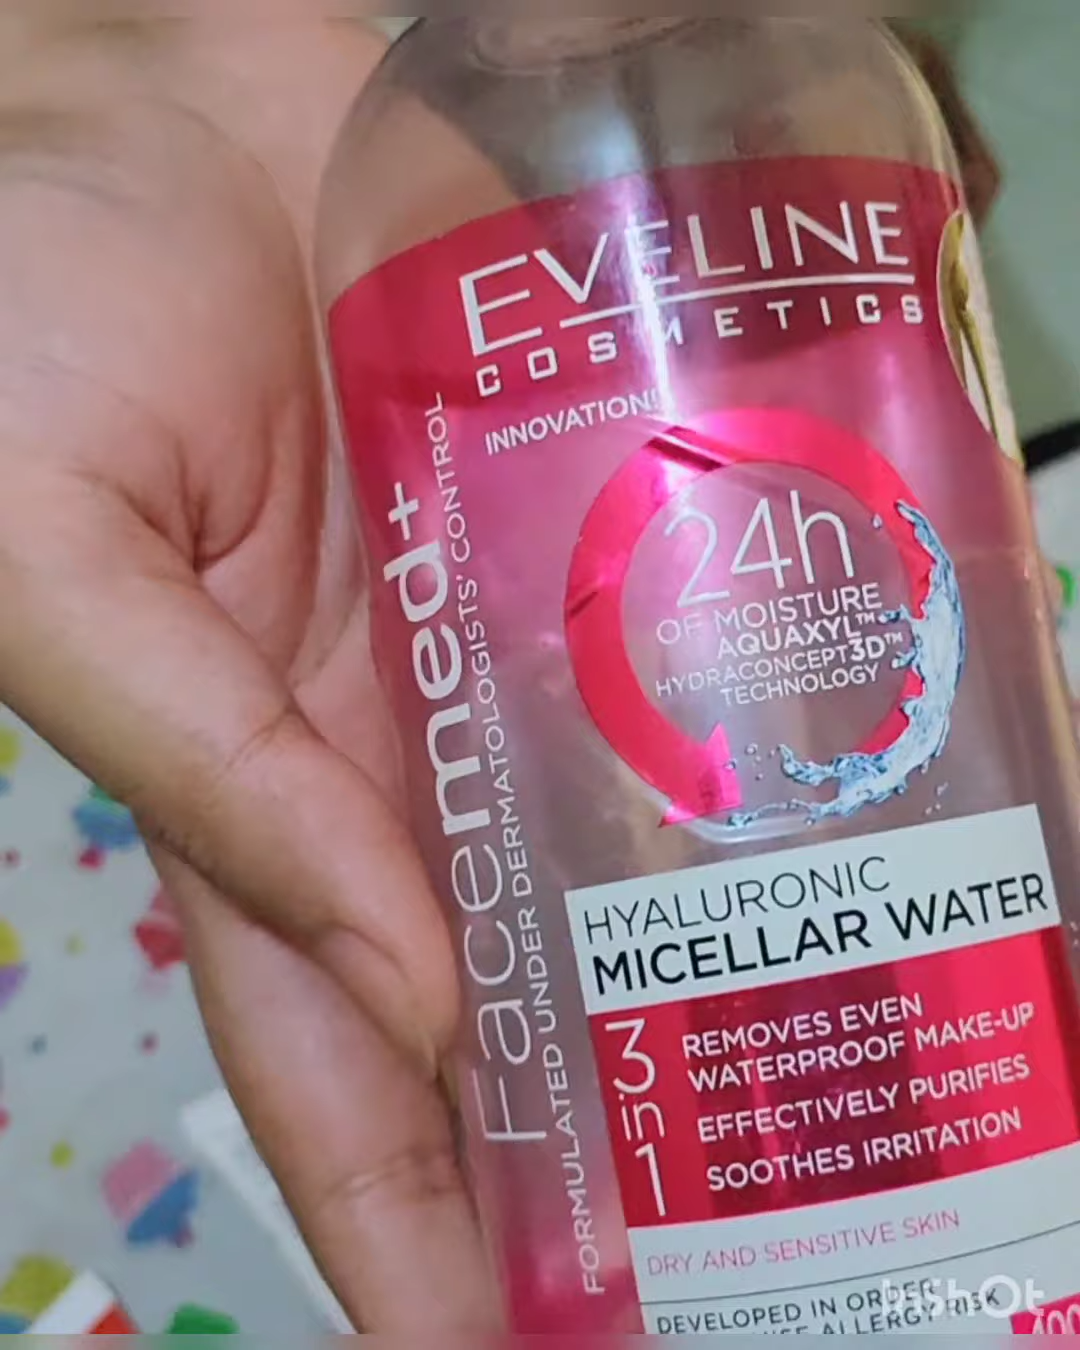 EVELINE
COSMETICS
INNOVATION!
24h
OF MOISTURE
AQUAXYL™
HYDRACONCEPT3D™
TECHNOLOGY
Facemed+
FORMULATED UNDER DERMATOLOGISTS' CONTROL
HYALURONIC
MICELLAR WATER
3 in 1
REMOVES EVEN
WATERPROOF MAKE-UP
EFFECTIVELY PURIFIES
SOOTHES IRRITATION
DRY AND SENSITIVE SKIN
DEVELOPED IN ORDER
ALLERGY RISK
InshOt